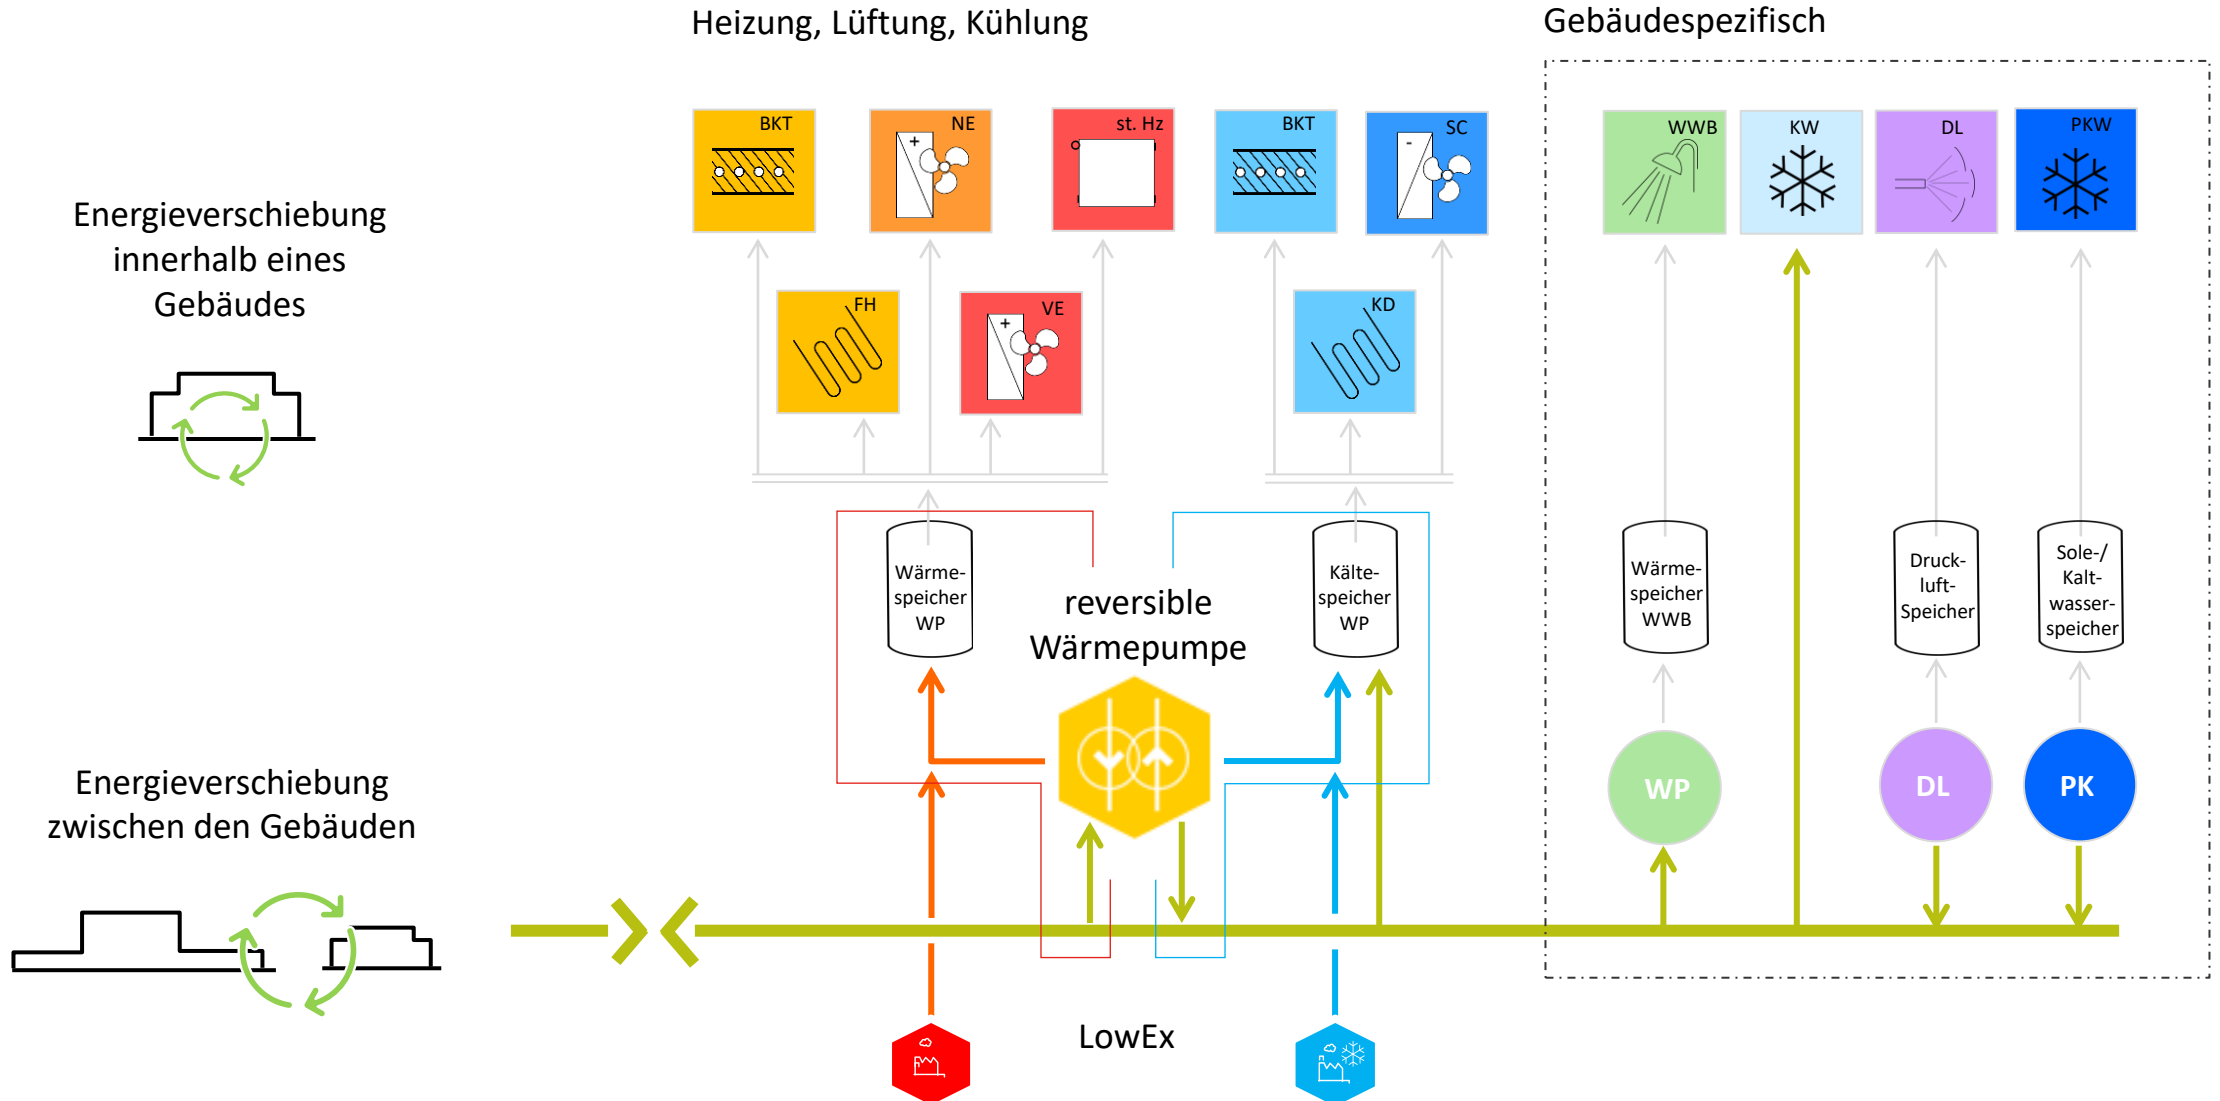 Heizung, Lüftung, Kühlung
Gebäudespezifisch
BKT
NE
st. Hz
BKT
SC
WWB
KW
DL
PKW
Energieverschiebung
innerhalb eines
Gebäudes
FH
VE
KD
Wärme-
speicher
WP
reversible
Wärmepumpe
Kälte-
speicher
WP
Wärme-
speicher
WWB
Druck-
luft-
Speicher
Sole-/
Kalt-
wasser-
speicher
Energieverschiebung
zwischen den Gebäuden
WP
DL
PK
LowEx